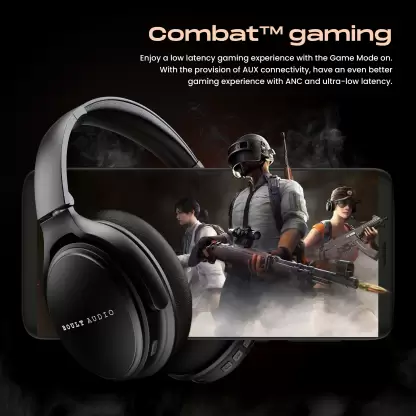 Combat™ gaming
Enjoy a low latency gaming experience with the Game Mode on.
With the provision of AUX connectivity, have an even better
gaming experience with ANC and ultra-low latency.
BOULT AUDIO